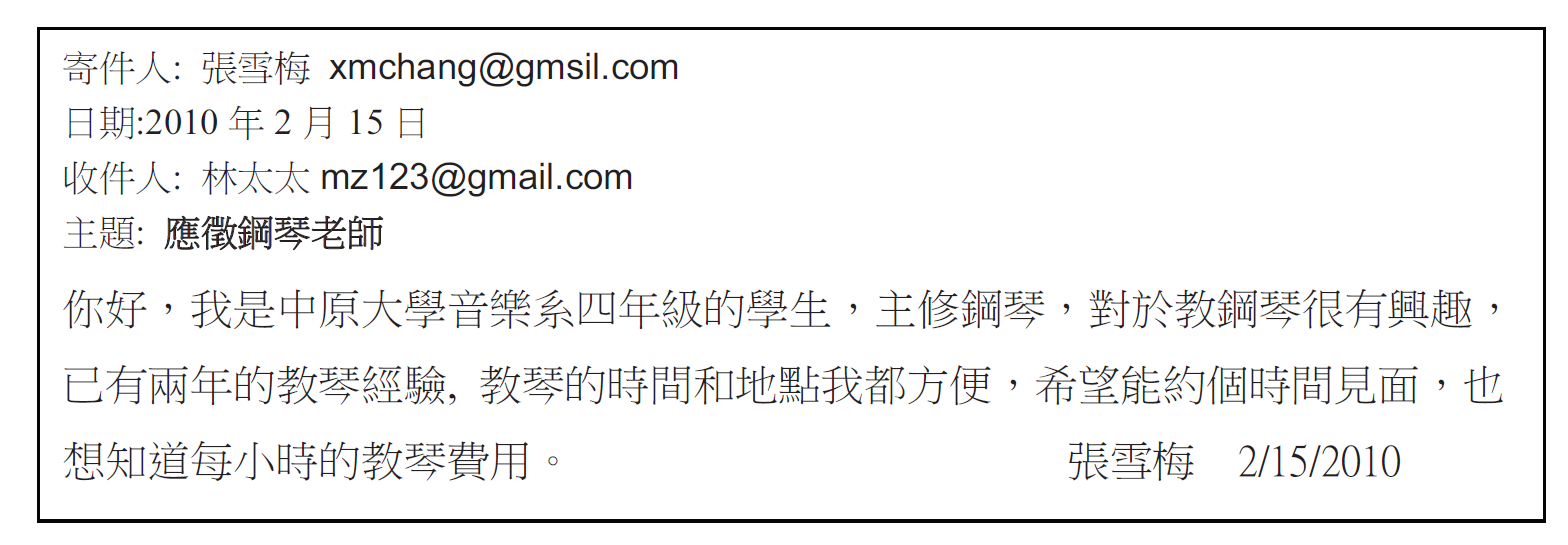 寄件人: 張雪梅 xmchang@gmsil.com
日期:2010 年 2 月 15 日
收件人: 林太太 mz123@gmail.com
主題: 應徵鋼琴老師
你好，我是中原大學音樂系四年級的學生，主修鋼琴，對於教鋼琴很有興趣，
已有兩年的教琴經驗, 教琴的時間和地點我都方便，希望能約個時間見面，也
想知道每小時的教琴費用。 張雪梅 2/15/2010